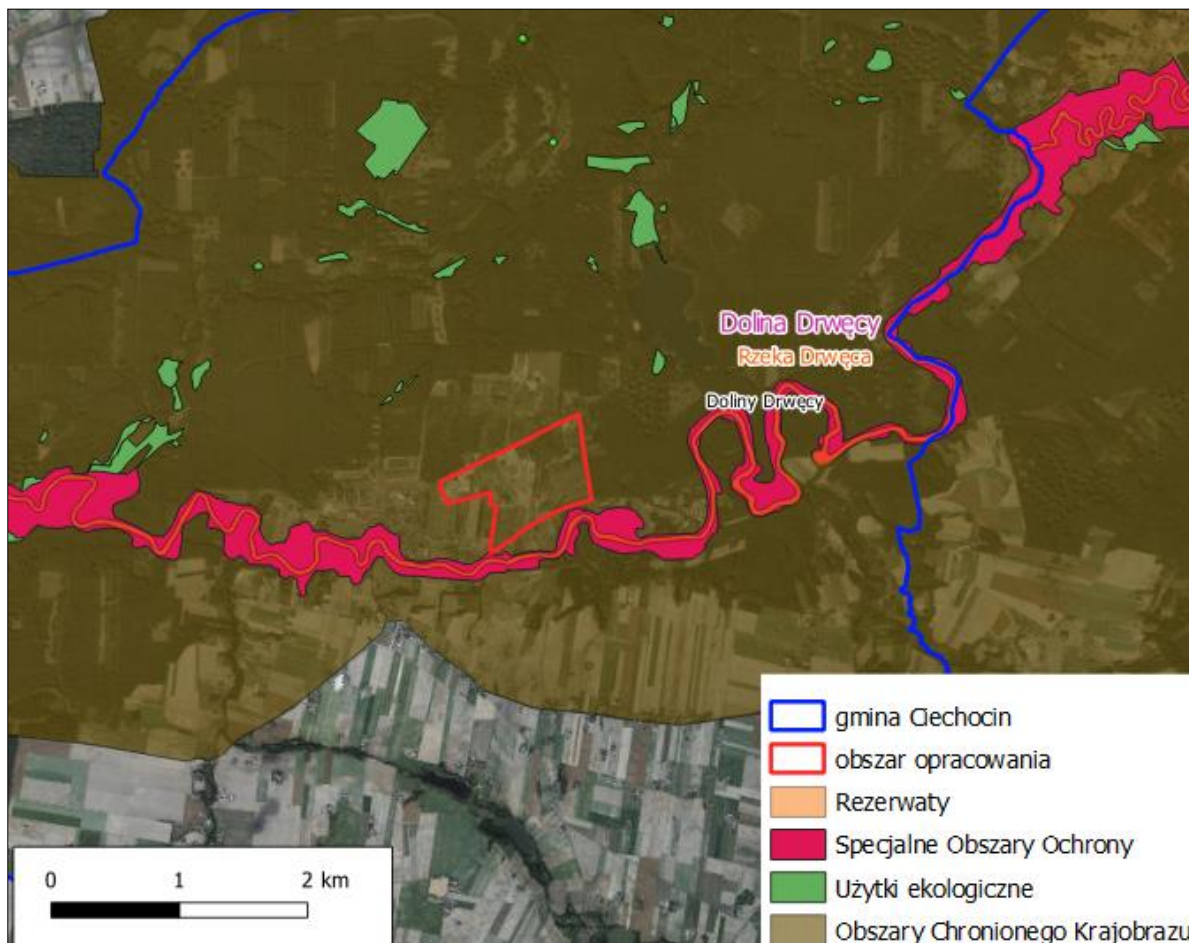 Dolina Drwęcy
Rzeka Drwęca
Doliny Drwęcy
gmina Ciechocin
obszar opracowania
Rezerwaty
Specjalne Obszary Ochrony
Użytki ekologiczne
Obszary Chronionego Krajobrazu
0 1 2 km